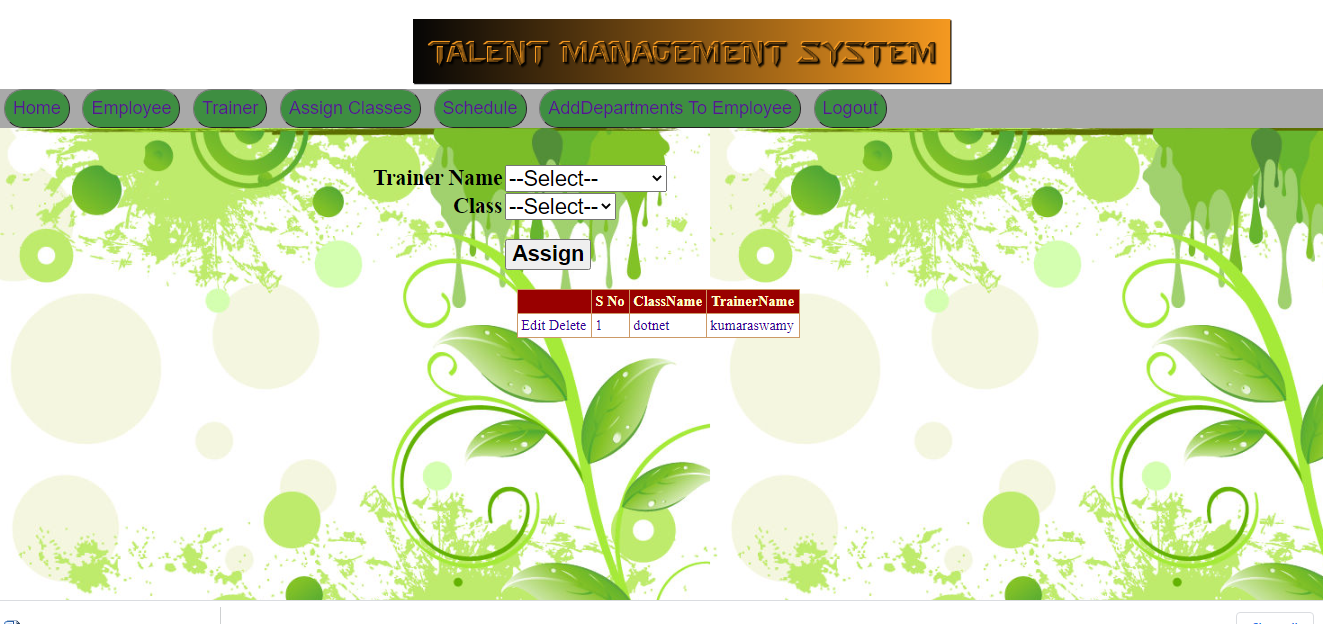 TALENT MANAGEMENT SYSTEM
Home Employee Trainer Assign Classes Schedule AddDepartments To Employee Logout
Trainer Name --Select--
Class --Select--
Assign
S No ClassName TrainerName
Edit Delete 1 dotnet kumaraswamy